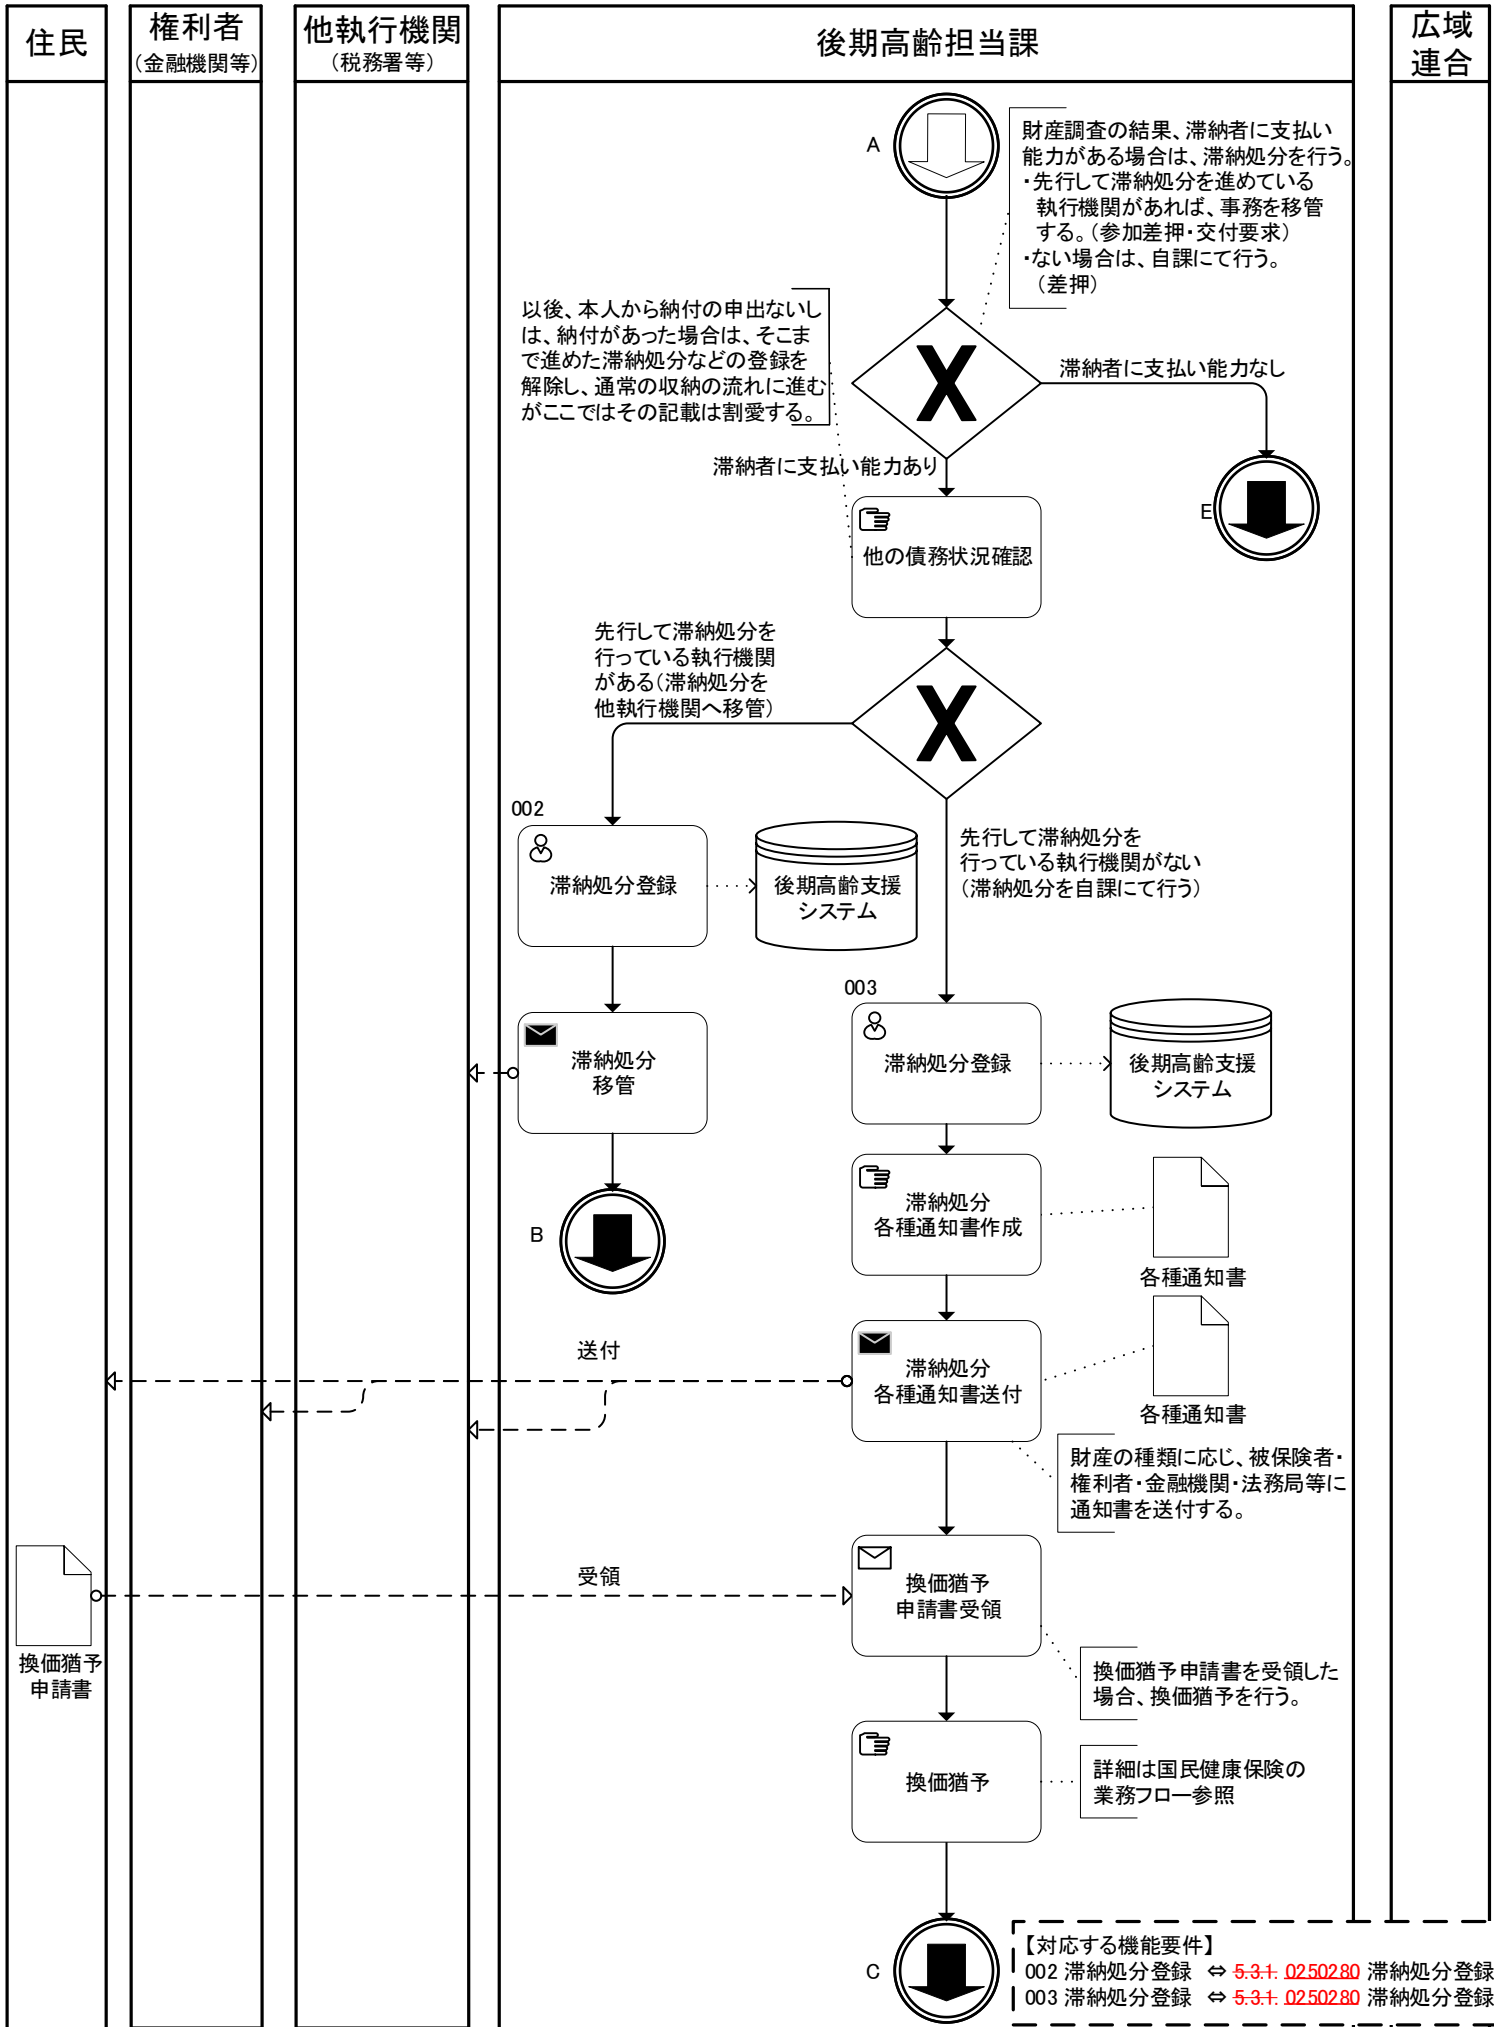 住民
権利者
（金融機関等）
他執行機関
（税務署等）
後期高齢担当課
広域
連合
A
財産調査の結果、滞納者に支払い
能力がある場合は、滞納処分を行う。
・先行して滞納処分を進めている
執行機関があれば、事務を移管
する。（参加差押・交付要求）
・ない場合は、自課にて行う。
（差押）
以後、本人から納付の申出ないし
は、納付があった場合は、そこま
で進めた滞納処分などの登録を
解除し、通常の収納の流れに進む
がここではその記載は割愛する。
X
滞納者に支払い能力なし
滞納者に支払い能力あり
E
他の債務状況確認
先行して滞納処分を
行っている執行機関
がある（滞納処分を
他執行機関へ移管）
X
002
滞納処分登録
後期高齢支援
システム
先行して滞納処分を
行っている執行機関がない
（滞納処分を自課にて行う）
003
滞納処分登録
後期高齢支援
システム
滞納処分
移管
B
滞納処分
各種通知書作成
各種通知書
送付
滞納処分
各種通知書送付
各種通知書
財産の種類に応じ、被保険者・
権利者・金融機関・法務局等に
通知書を送付する。
受領
換価猶予
申請書
換価猶予
申請書受領
換価猶予申請書を受領した
場合、換価猶予を行う。
換価猶予
詳細は国民健康保険の
業務フロー参照
C
【対応する機能要件】
002 滞納処分登録 ⇔ 5.3.1. 0250280 滞納処分登録
003 滞納処分登録 ⇔ 5.3.1. 0250280 滞納処分登録